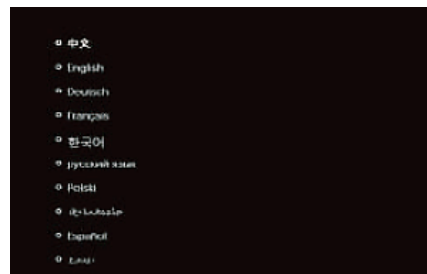 中文
English
Deutsch
Français
한국어
русский язык
Polski
Español